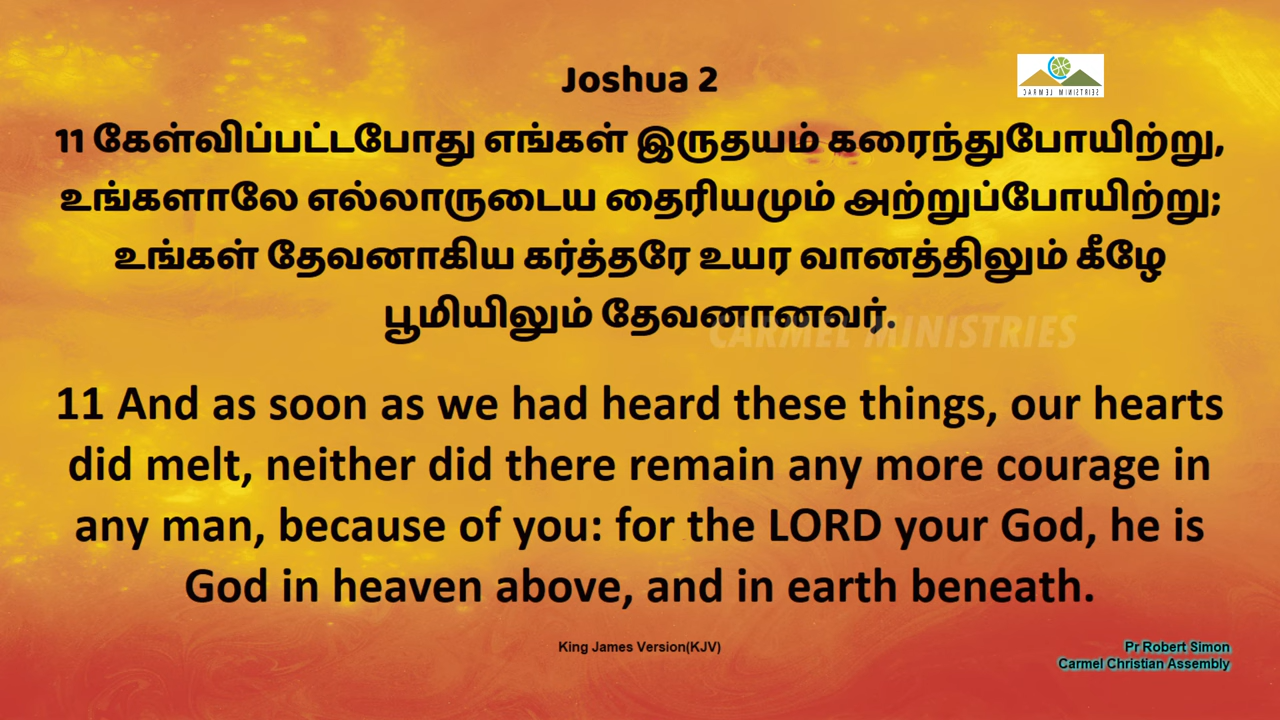 Joshua 2
CARMEL MINISTRIES
11 கேள்விப்பட்டபோது எங்கள் இருதயம் கரைந்துபோயிற்று,
உங்களாலே எல்லாருடைய தைரியமும் அற்றுப்போயிற்று;
உங்கள் தேவனாகிய கர்த்தரே உயர வானத்திலும் கீழே
பூமியிலும் தேவனானவர்.
CARMEL MINISTRIES
11 And as soon as we had heard these things, our hearts
did melt, neither did there remain any more courage in
any man, because of you: for the LORD your God, he is
God in heaven above, and in earth beneath.
King James Version(KJV)
Pr Robert Simon
Carmel Christian Assembly